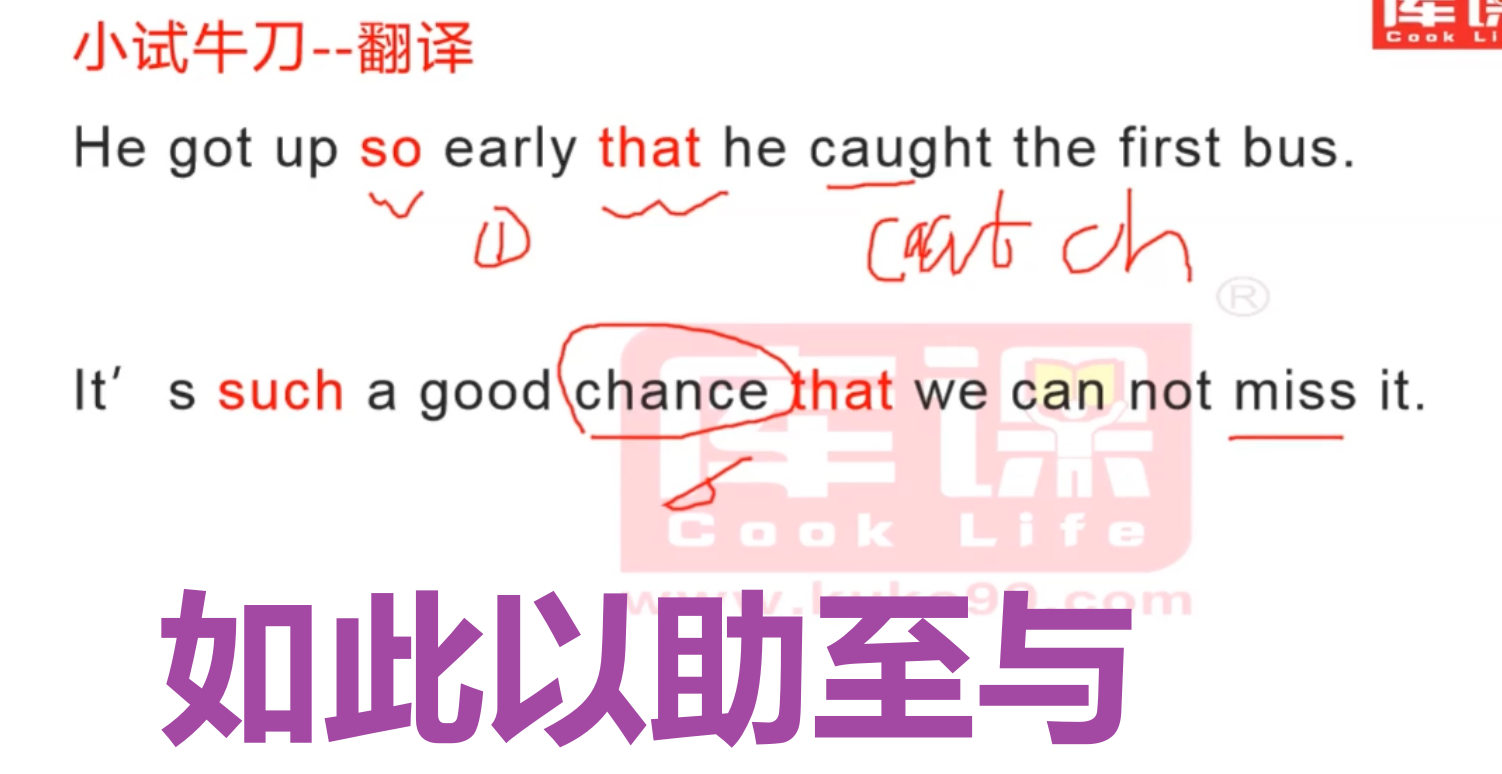 库课
Cook Li
小试牛刀--翻译
He got up so early that he caught the first bus.
① catch
®
It’ s such a good chance that we can not miss it.
库课
Cook Life
www.kuke99.com
如此以助至与